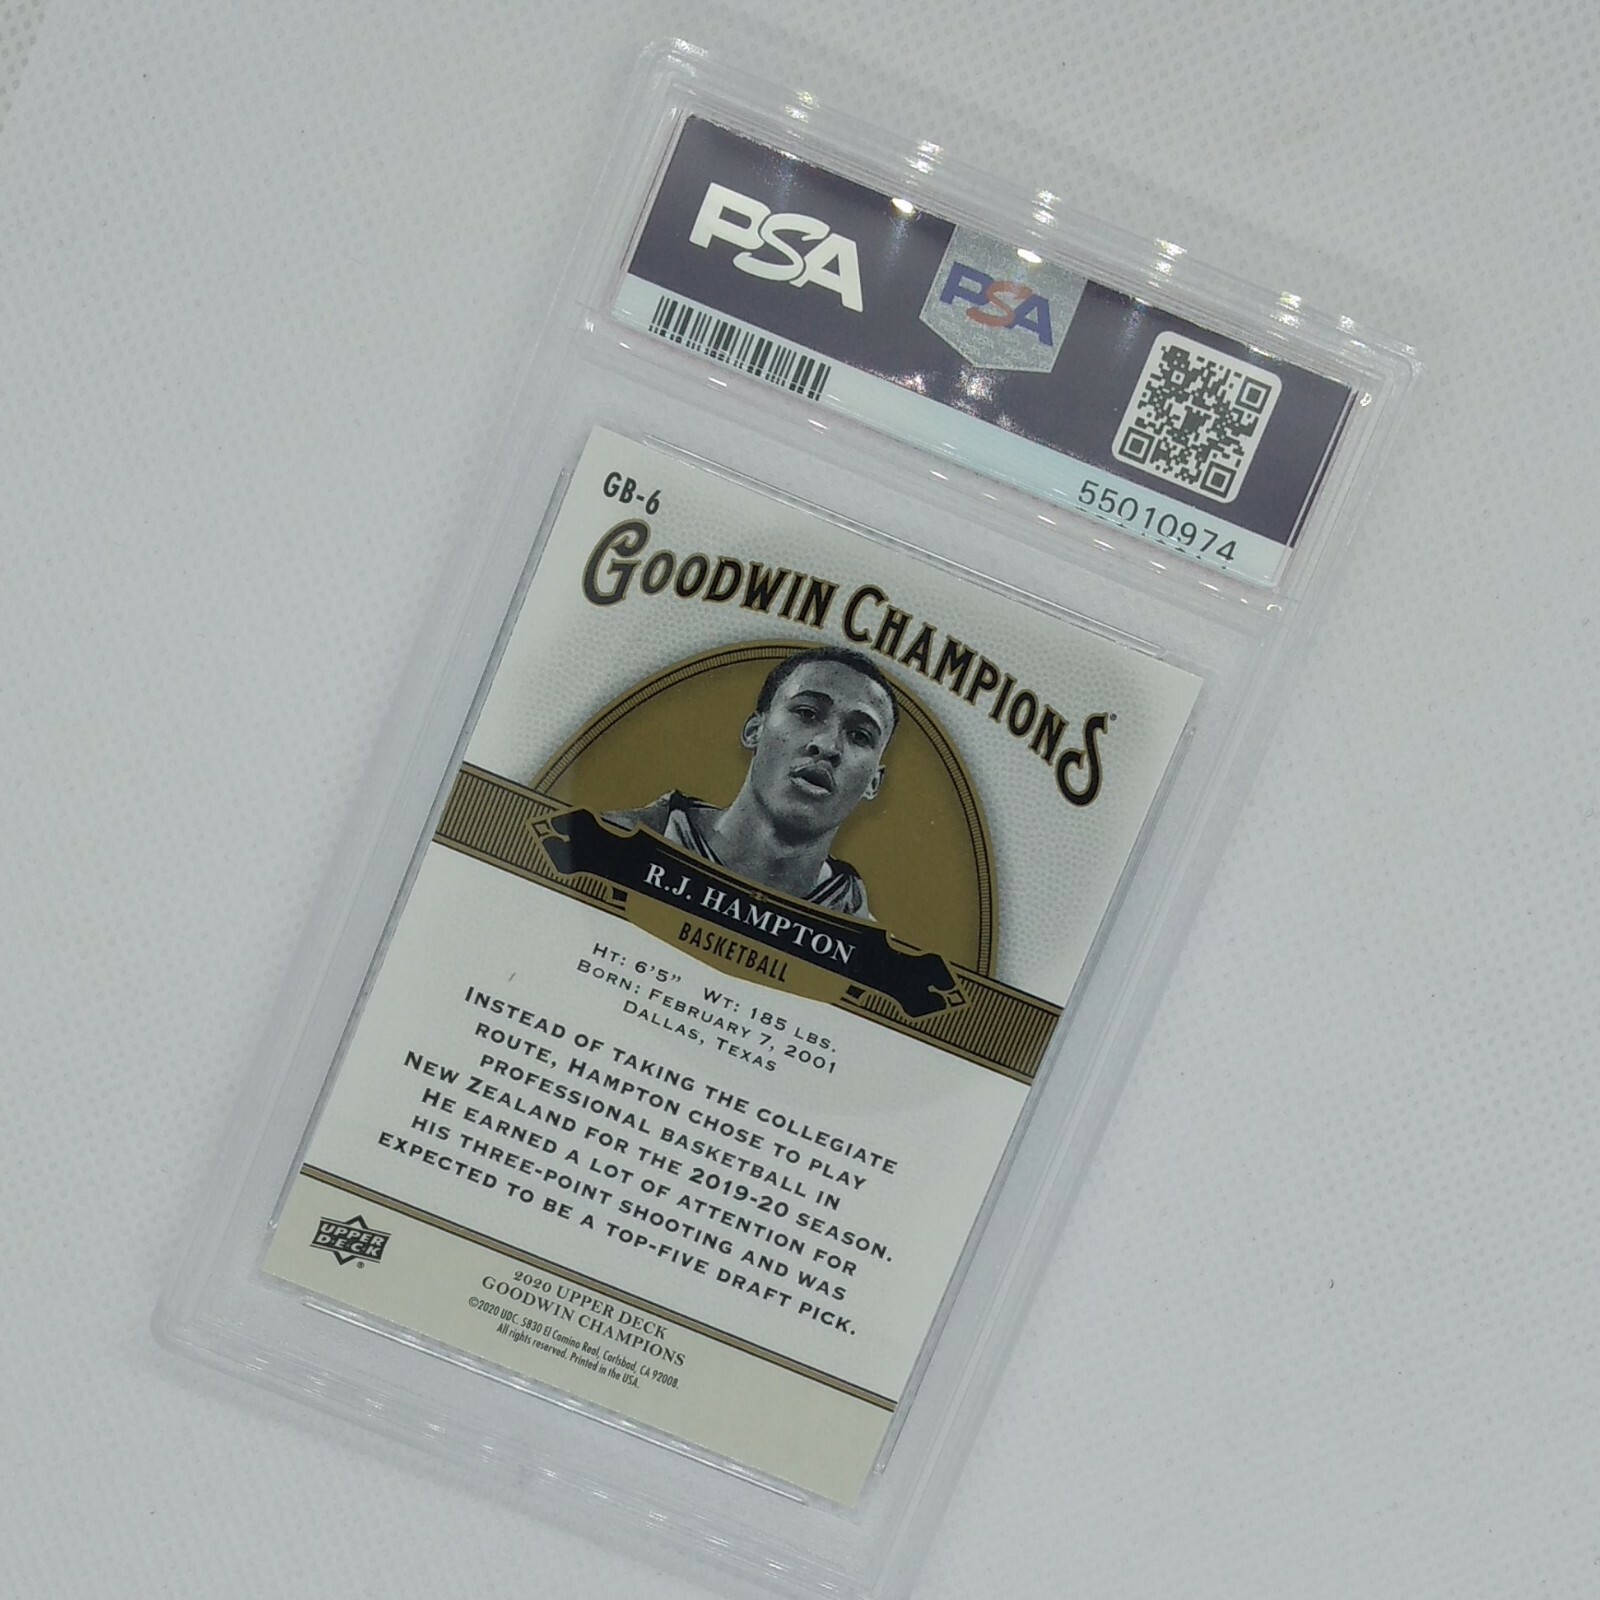 PSA
PSA
55010974
GB-6
GOODWIN CHAMPIONS
R.J. HAMPTON
BASKETBALL
HT: 6'5" WT: 185 LBS.
BORN: FEBRUARY 7, 2001
DALLAS, TEXAS
INSTEAD OF TAKING THE COLLEGIATE
ROUTE, HAMPTON CHOSE TO PLAY
PROFESSIONAL BASKETBALL IN
NEW ZEALAND FOR THE 2019-20 SEASON.
HE EARNED A LOT OF ATTENTION FOR
HIS THREE-POINT SHOOTING AND WAS
EXPECTED TO BE A TOP-FIVE DRAFT PICK.
UPPER
DECK
®
2020 UPPER DECK
GOODWIN CHAMPIONS
©2020 UDC. 5830 El Camino Real, Carlsbad, CA 92008.
All rights reserved. Printed in the USA.